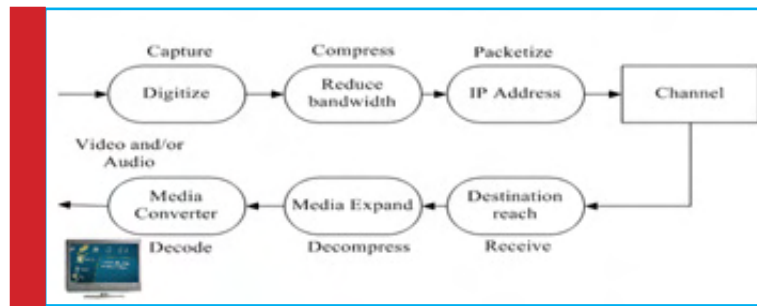 Capture
Compress
Packetize
Digitize
Reduce
bandwidth
IP Address
Channel
Video and/or
Audio
Media
Converter
Media Expand
Destination
reach
Decode
Decompress
Receive